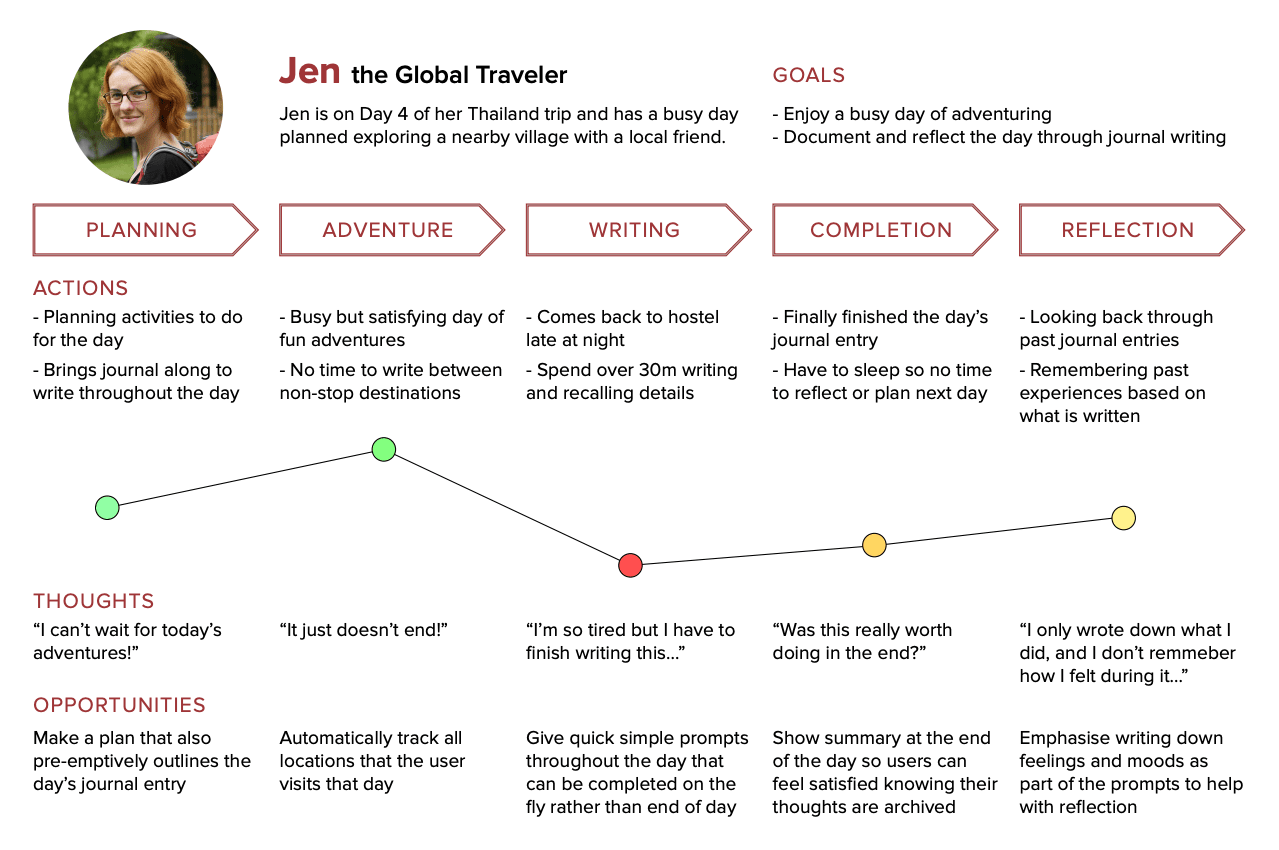 Jen the Global Traveler
Jen is on Day 4 of her Thailand trip and has a busy day
planned exploring a nearby village with a local friend.
GOALS
- Enjoy a busy day of adventuring
- Document and reflect the day through journal writing
PLANNING
ADVENTURE
WRITING
COMPLETION
REFLECTION
ACTIONS
- Planning activities to do
for the day
- Brings journal along to
write throughout the day
- Busy but satisfying day of
fun adventures
- No time to write between
non-stop destinations
- Comes back to hostel
late at night
- Spend over 30m writing
and recalling details
- Finally finished the day’s
journal entry
- Have to sleep so no time
to reflect or plan next day
- Looking back through
past journal entries
- Remembering past
experiences based on
what is written
THOUGHTS
“I can’t wait for today’s
adventures!”
“It just doesn’t end!”
“I’m so tired but I have to
finish writing this...”
“Was this really worth
doing in the end?”
“I only wrote down what I
did, and I don’t remmeber
how I felt during it...”
OPPORTUNITIES
Make a plan that also
pre-emptively outlines the
day’s journal entry
Automatically track all
locations that the user
visits that day
Give quick simple prompts
throughout the day that
can be completed on the
fly rather than end of day
Show summary at the end
of the day so users can
feel satisfied knowing their
thoughts are archived
Emphasise writing down
feelings and moods as
part of the prompts to help
with reflection